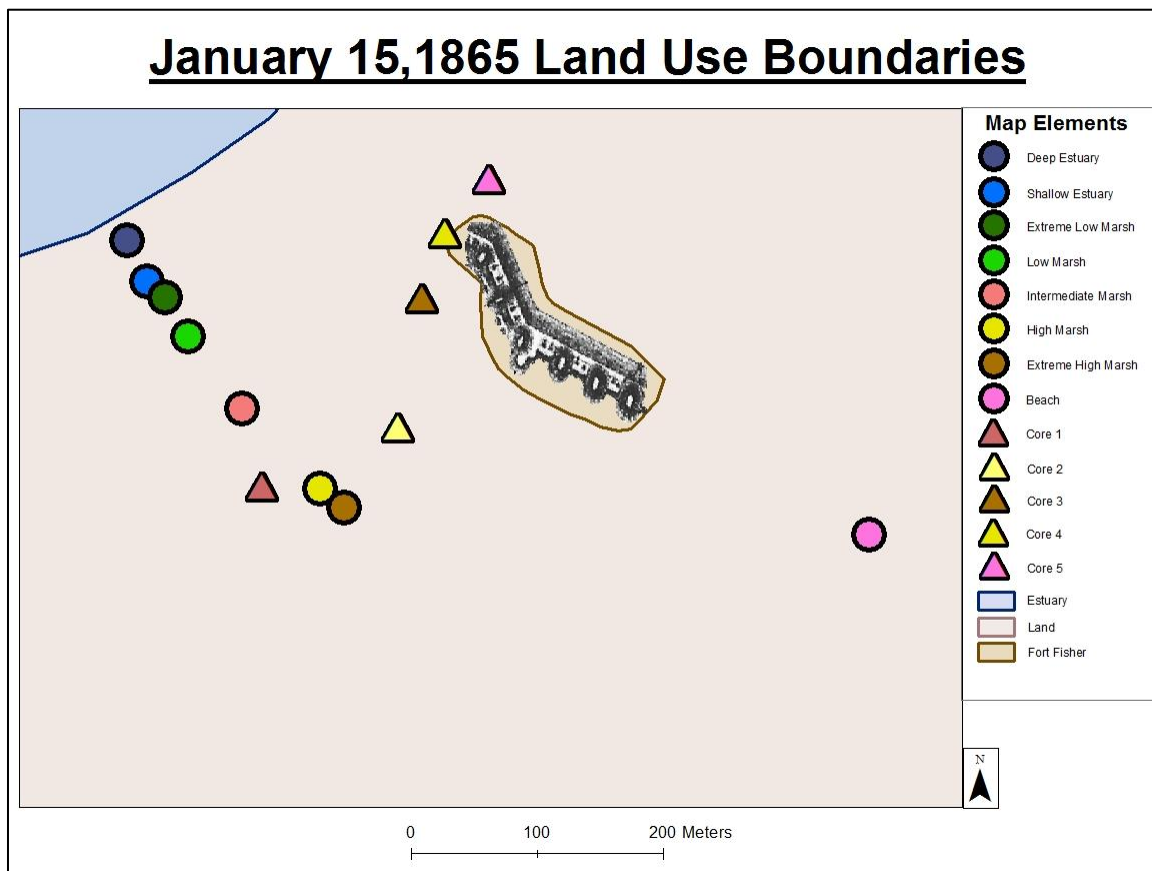 January 15,1865 Land Use Boundaries
Map Elements
Deep Estuary
Shallow Estuary
Extreme Low Marsh
Low Marsh
Intermediate Marsh
High Marsh
Extreme High Marsh
Beach
Core 1
Core 2
Core 3
Core 4
Core 5
Estuary
Land
Fort Fisher
N
0 100 200 Meters